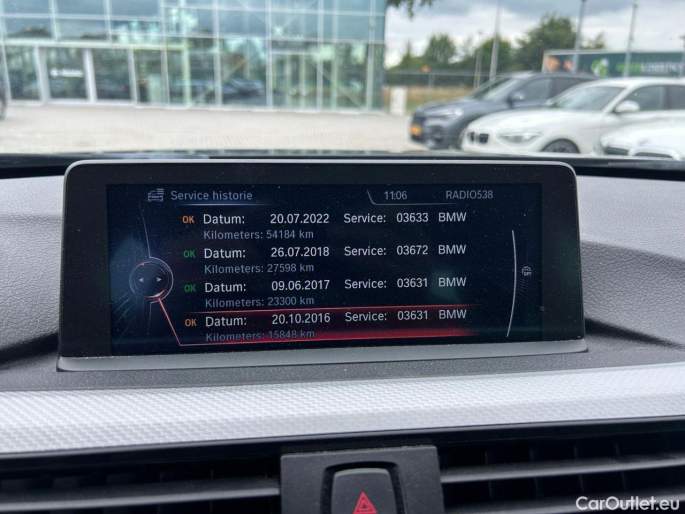 Service historie 11:06 RADIO538
OK Datum: 20.07.2022 Service: 03633 BMW
Kilometers: 54184 km
OK Datum: 26.07.2018 Service: 03672 BMW
Kilometers: 27598 km
OK Datum: 09.06.2017 Service: 03631 BMW
Kilometers: 23300 km
OK Datum: 20.10.2016 Service: 03631 BMW
Kilometers: 15848 km
CarOutlet.eu